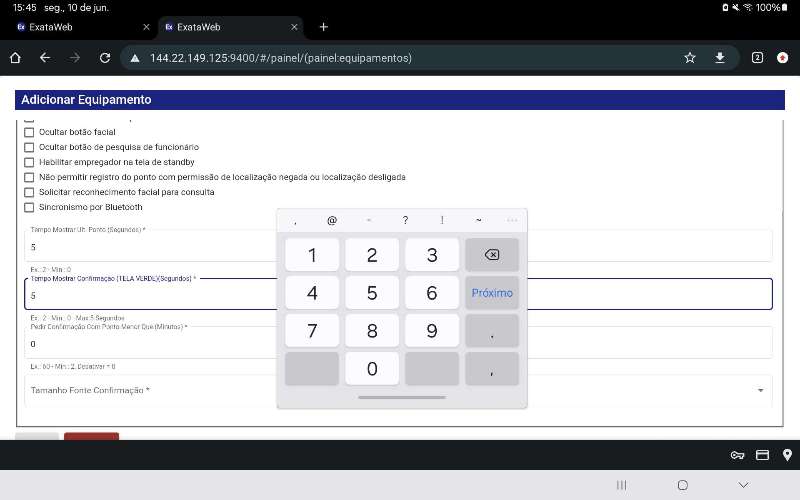 15:45 seg., 10 de jun.
100%
Ex ExataWeb
Ex ExataWeb
144.22.149.125:9400/#/painel/(painel:equipamentos)
2
Adicionar Equipamento
Ocultar botão facial
Ocultar botão de pesquisa de funcionário
Habilitar empregador na tela de standby
Não permitir registro do ponto com permissão de localização negada ou localização desligada
Solicitar reconhecimento facial para consulta
Sincronismo por Bluetooth
Tempo Mostrar Ult. Ponto (Segundos) *
5
Ex.: 2 - Min.: 0
Tempo Mostrar Confirmação (TELA VERDE)(Segundos) *
5
Ex.: 2 - Min.: 0 - Max 5 Segundos
Pedir Confirmação Com Ponto Menor Que (Minutos) *
0
Ex.: 60 - Min.: 2, Desativar = 0
Tamanho Fonte Confirmação *
, @ - ? ! ~ ...
1 2 3
4 5 6 Próximo
7 8 9 .
0 ,